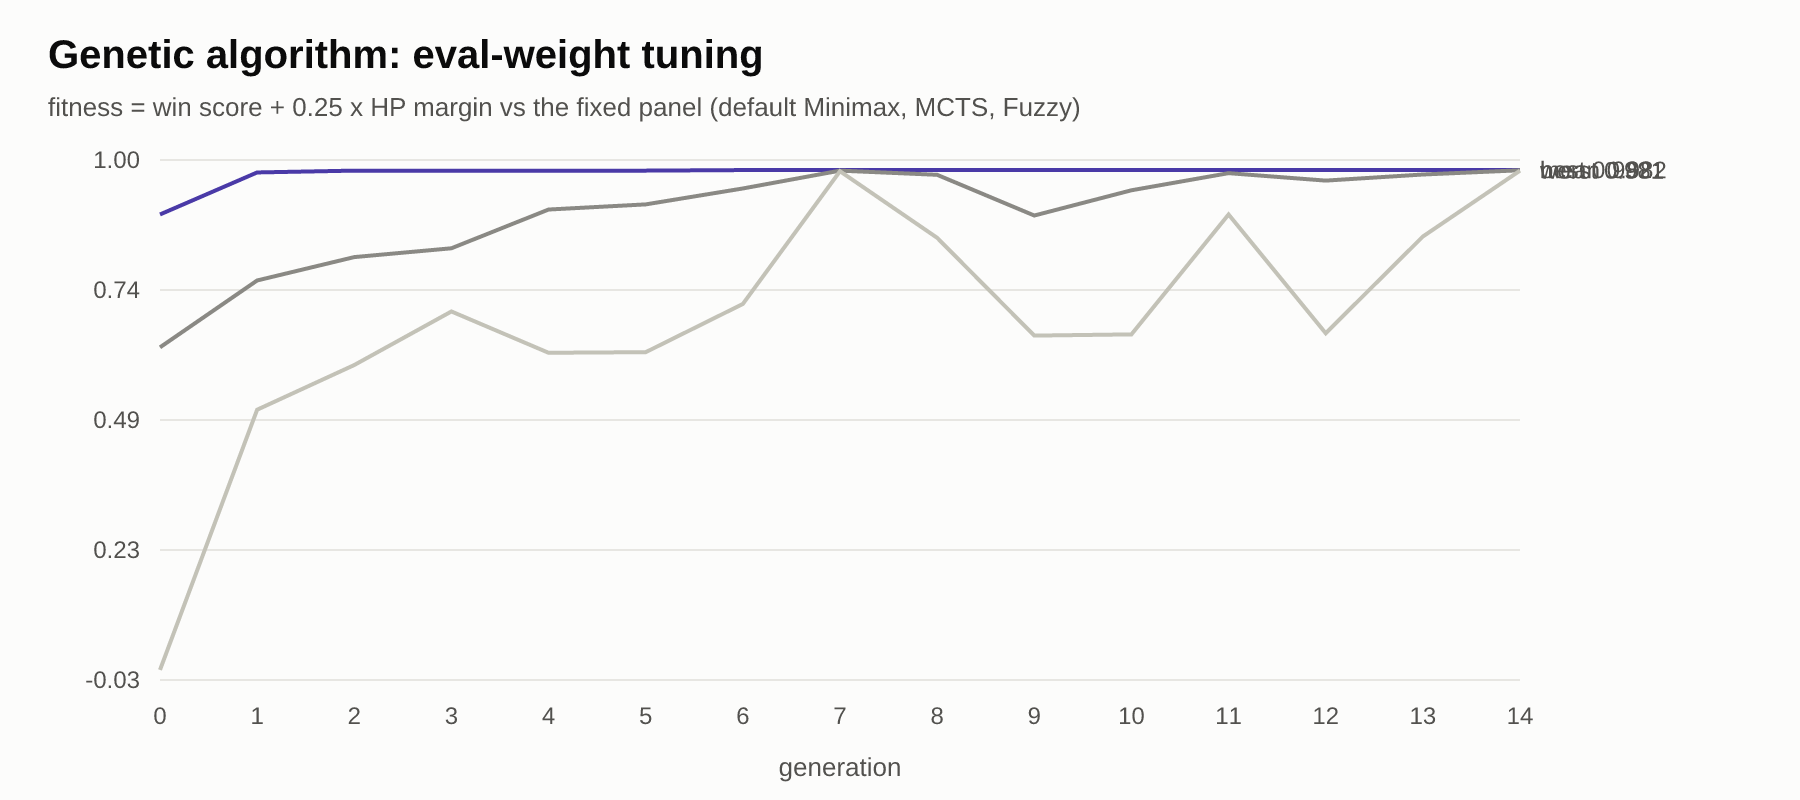 Genetic algorithm: eval-weight tuning
fitness = win score + 0.25 x HP margin vs the fixed panel (default Minimax, MCTS, Fuzzy)
1.00
0.74
0.49
0.23
-0.03
0 1 2 3 4 5 6 7 8 9 10 11 12 13 14
generation